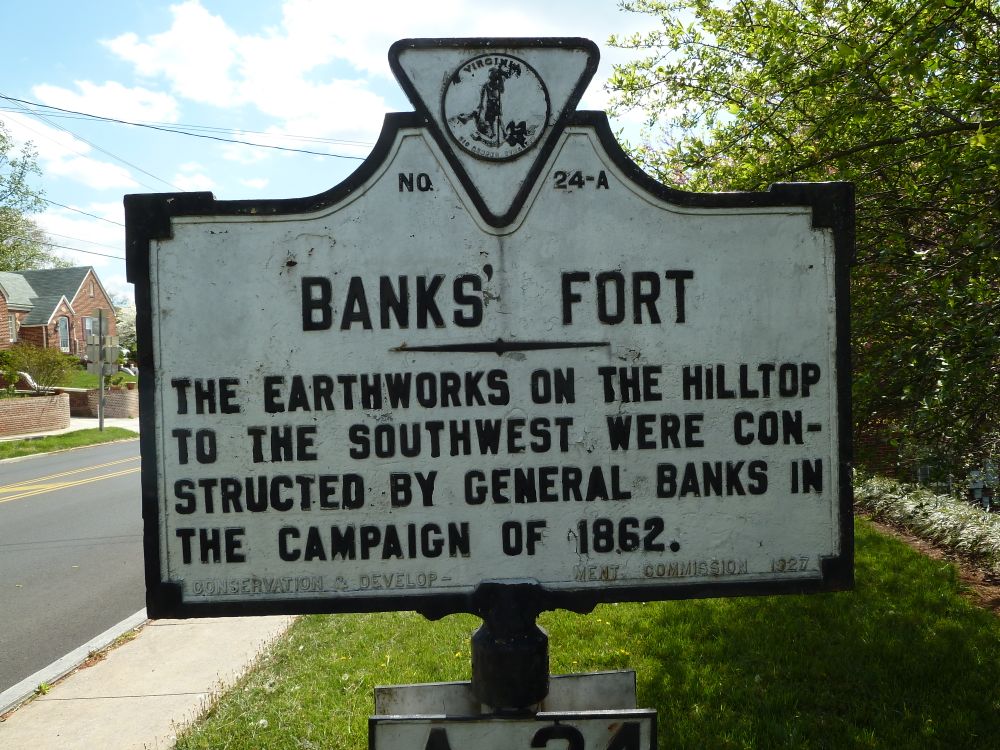 VIRGINIA
NO. 24-A
BANKS' FORT
THE EARTHWORKS ON THE HILLTOP
TO THE SOUTHWEST WERE CON-
STRUCTED BY GENERAL BANKS IN
THE CAMPAIGN OF 1862.
CONSERVATION & DEVELOP- MENT COMMISSION 1927
A 24